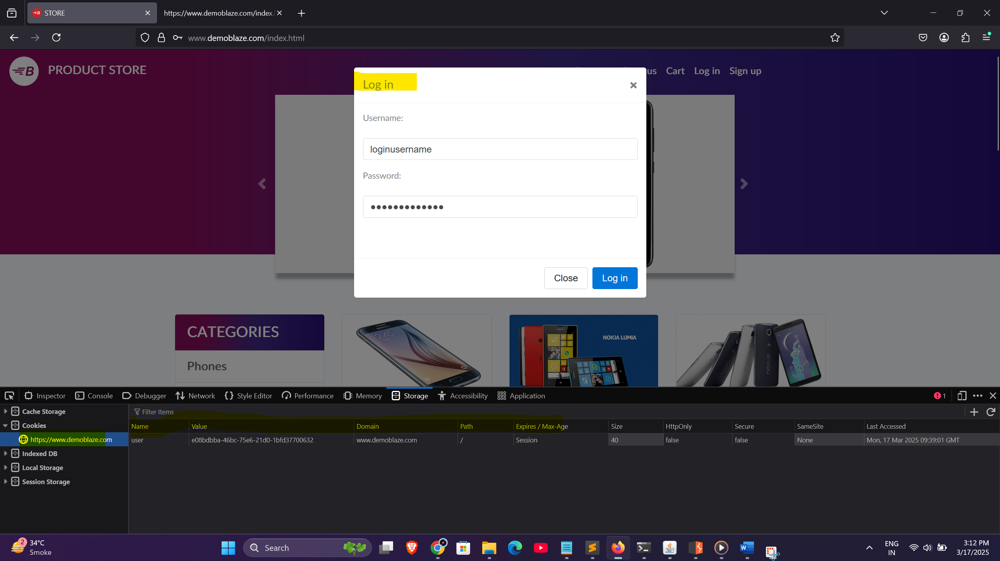 STORE
https://www.demoblaze.com/index.
www.demoblaze.com/index.html
PRODUCT STORE
us Cart Log in Sign up
Log in
Username:
loginusername
Password:
Close Log in
CATEGORIES
Phones
12:45
SAMSUNG
NOKIA LUMIA
nexus
Inspector Console Debugger Network Style Editor Performance Memory Storage Accessibility Application 1
Cache Storage
Cookies
https://www.demoblaze.com
Indexed DB
Local Storage
Session Storage
Filter Items
Name Value Domain Path Expires / Max-Age Size HttpOnly Secure SameSite Last Accessed
user e08bdbba-46bc-75e6-21d0-1bfd37700632 www.demoblaze.com / Session 40 false false None Mon, 17 Mar 2025 09:39:01 GMT
2
34°C
Smoke
Search
ENG
IN
3:12 PM
3/17/2025